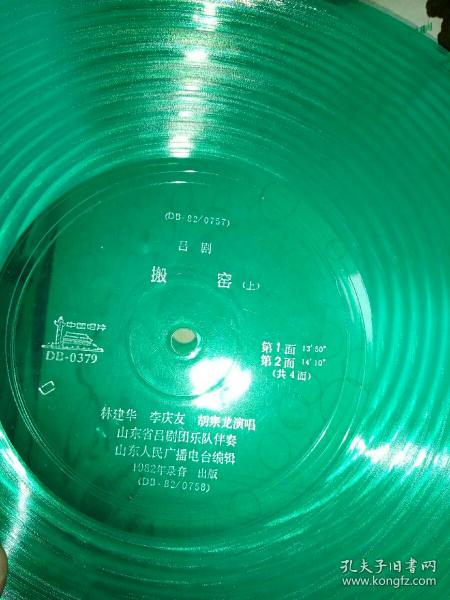 (DB-82/0757)
吕 剧
搬 窑 (上)
中国唱片
DB-0379
第1面 13′50″
第2面 14′10″
(共4面)
林建华 李庆友 胡宗龙演唱
山东省吕剧团乐队伴奏
山东人民广播电台编辑
1982年录音 出版
(DB-82/0758)
孔夫子旧书网
www.kongfz.com